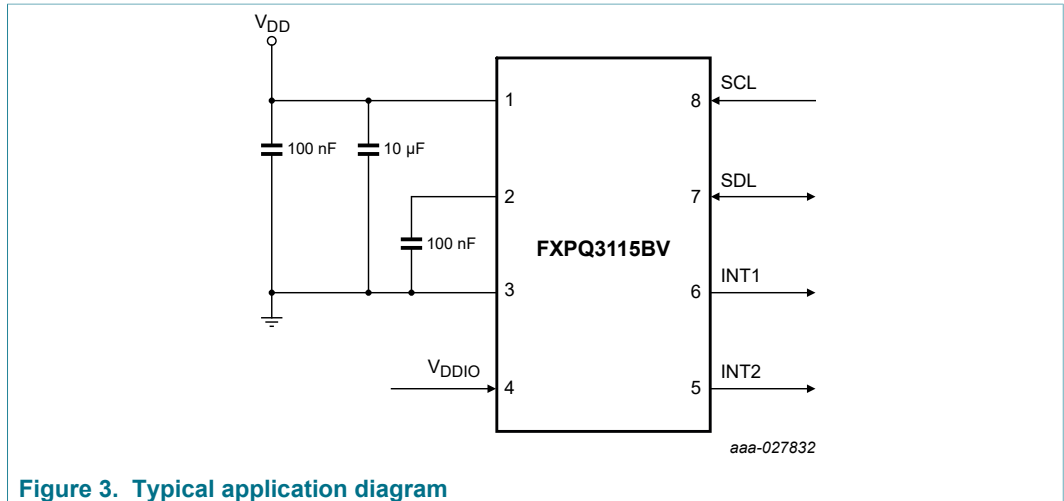 VDD
100 nF
10 µF
100 nF
VDDIO
1
2
3
4
FXPQ3115BV
8
7
6
5
SCL
SDL
INT1
INT2
aaa-027832
Figure 3. Typical application diagram